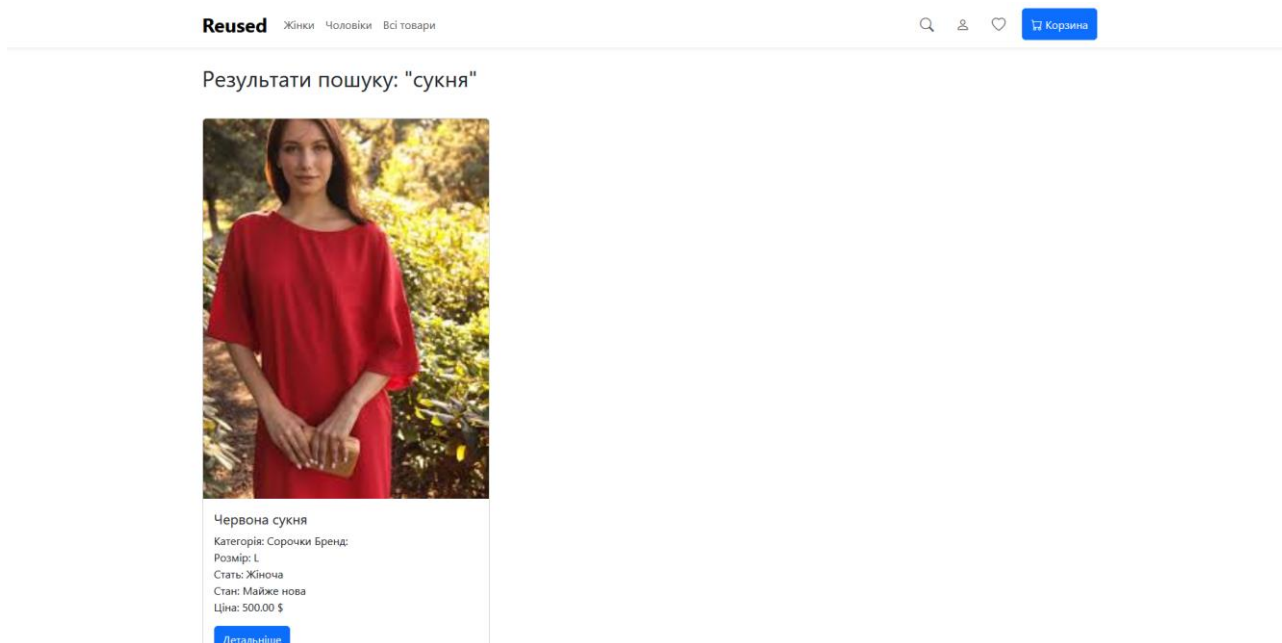 Reused Жінки Чоловіки Всі товари Корзина
Результати пошуку: "сукня"
Червона сукня
Категорія: Сорочки Бренд:
Розмір: L
Стать: Жіноча
Стан: Майже нова
Ціна: 500.00 $
Детальніше